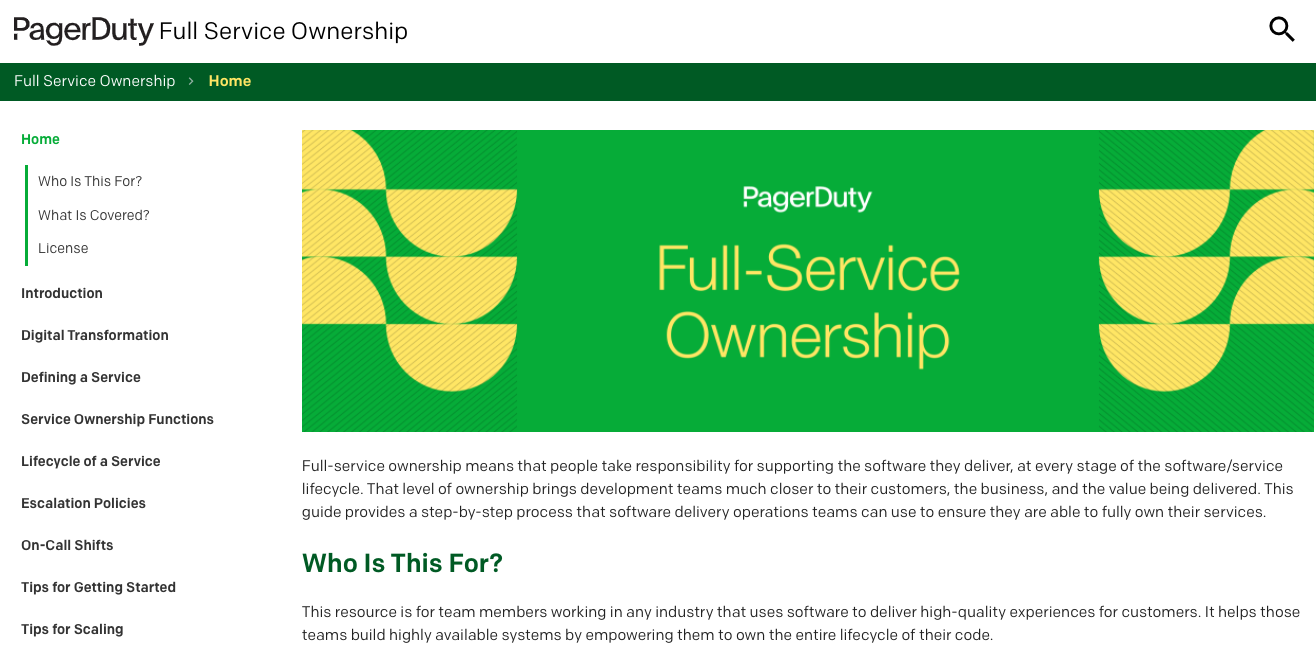 PagerDuty Full Service Ownership
Full Service Ownership > Home
Home
Who Is This For?
What Is Covered?
License
Introduction
Digital Transformation
Defining a Service
Service Ownership Functions
Lifecycle of a Service
Escalation Policies
On-Call Shifts
Tips for Getting Started
Tips for Scaling
PagerDuty
Full-Service
Ownership
Full-service ownership means that people take responsibility for supporting the software they deliver, at every stage of the software/service
lifecycle. That level of ownership brings development teams much closer to their customers, the business, and the value being delivered. This
guide provides a step-by-step process that software delivery operations teams can use to ensure they are able to fully own their services.
Who Is This For?
This resource is for team members working in any industry that uses software to deliver high-quality experiences for customers. It helps those
teams build highly available systems by empowering them to own the entire lifecycle of their code.